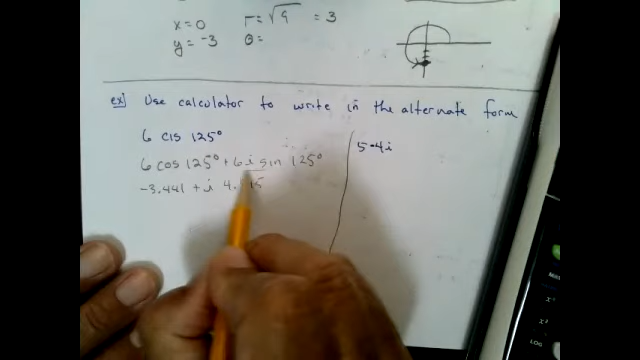 x=0 r=√9 = 3
y=-3 θ=
ex] Use calculator to write in the alternate form
6 cis 125°
6 cos 125° + 6 i sin 125°
-3.441 + i 4.
5-4i
LOG